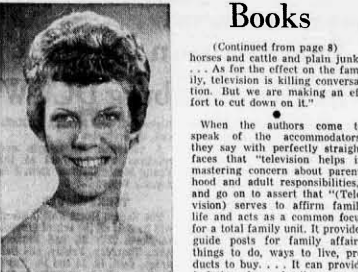 Books
(Continued from page 8)
horses and cattle and plain junk
. . . As for the effect on the fam
ily, television is killing conversa
tion. But we are making an ef
fort to cut down on it."
When the authors come t
speak of the accommodators
they say with perfectly straigh
faces that "television helps i
mastering concern about paren
hood and adult responsibilities,
and go on to assert that "(Tele
vision) serves to affirm famil
life and acts as a common focu
for a total family unit. It provide
guide posts for family affair
things to do, ways to live, pr
ducts to buy. . . . It can provid